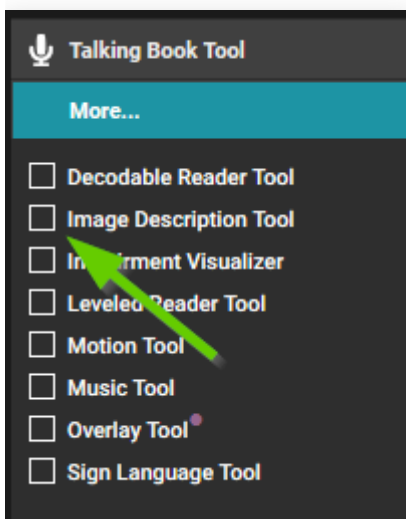 Talking Book Tool
More...
Decodable Reader Tool
Image Description Tool
Visualizer
Leveled Reader Tool
Motion Tool
Music Tool
Overlay Tool
Sign Language Tool